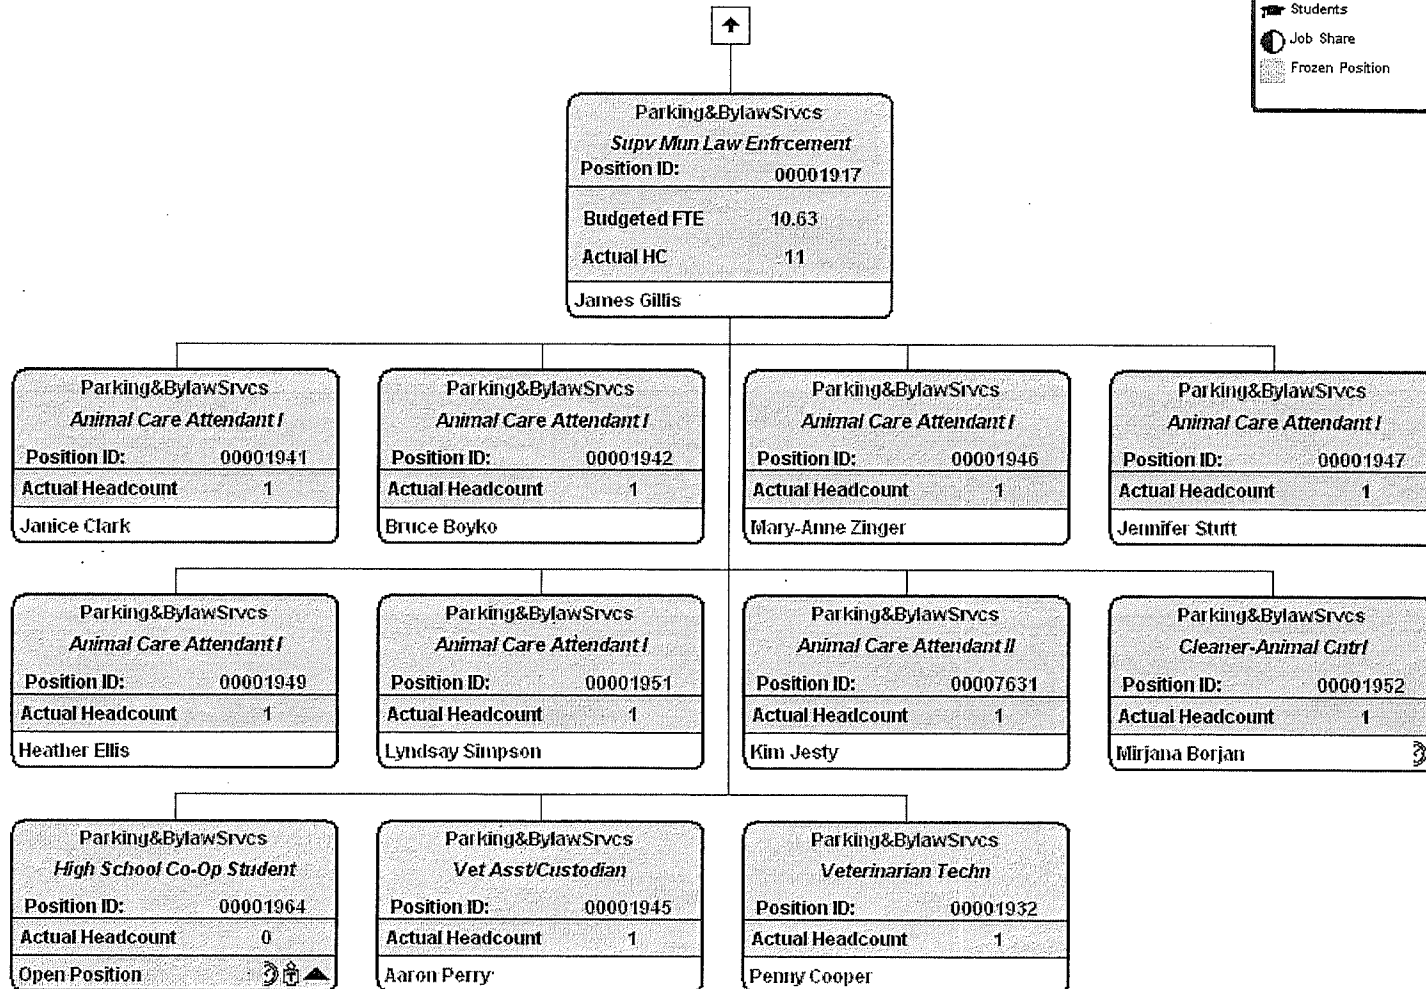 Students
Job Share
Frozen Position
Parking&BylawSrvcs
Supv Mun Law Enfrcement
Position ID: 00001917
Budgeted FTE 10.63
Actual HC 11
James Gillis
Parking&BylawSrvcs
Animal Care Attendant I
Position ID: 00001941
Actual Headcount 1
Janice Clark
Parking&BylawSrvcs
Animal Care Attendant I
Position ID: 00001942
Actual Headcount 1
Bruce Boyko
Parking&BylawSrvcs
Animal Care Attendant I
Position ID: 00001946
Actual Headcount 1
Mary-Anne Zinger
Parking&BylawSrvcs
Animal Care Attendant I
Position ID: 00001947
Actual Headcount 1
Jennifer Stutt
Parking&BylawSrvcs
Animal Care Attendant I
Position ID: 00001949
Actual Headcount 1
Heather Ellis
Parking&BylawSrvcs
Animal Care Attendant I
Position ID: 00001951
Actual Headcount 1
Lyndsay Simpson
Parking&BylawSrvcs
Animal Care Attendant II
Position ID: 00007631
Actual Headcount 1
Kim Jesty
Parking&BylawSrvcs
Cleaner-Animal Cntrl
Position ID: 00001952
Actual Headcount 1
Mirjana Borjan
Parking&BylawSrvcs
High School Co-Op Student
Position ID: 00001964
Actual Headcount 0
Open Position
Parking&BylawSrvcs
Vet Asst/Custodian
Position ID: 00001945
Actual Headcount 1
Aaron Perry
Parking&BylawSrvcs
Veterinarian Techn
Position ID: 00001932
Actual Headcount 1
Penny Cooper